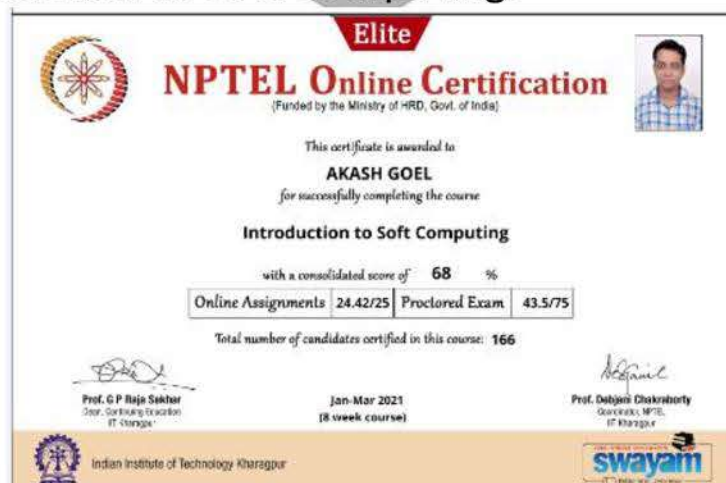 Elite
NPTEL Online Certification
(Funded by the Ministry of HRD, Govt. of India)
This certificate is awarded to
AKASH GOEL
for successfully completing the course
Introduction to Soft Computing
with a consolidated score of 68 %
Online Assignments 24.42/25 Proctored Exam 43.5/75
Total number of candidates certified in this course: 166
Prof. G P Raja Sekhar
Dean, Continuing Education
IIT Kharagpur
Jan-Mar 2021
(8 week course)
Prof. Debjani Chakraborty
Coordinator, NPTEL
IIT Kharagpur
Indian Institute of Technology Kharagpur
swayam